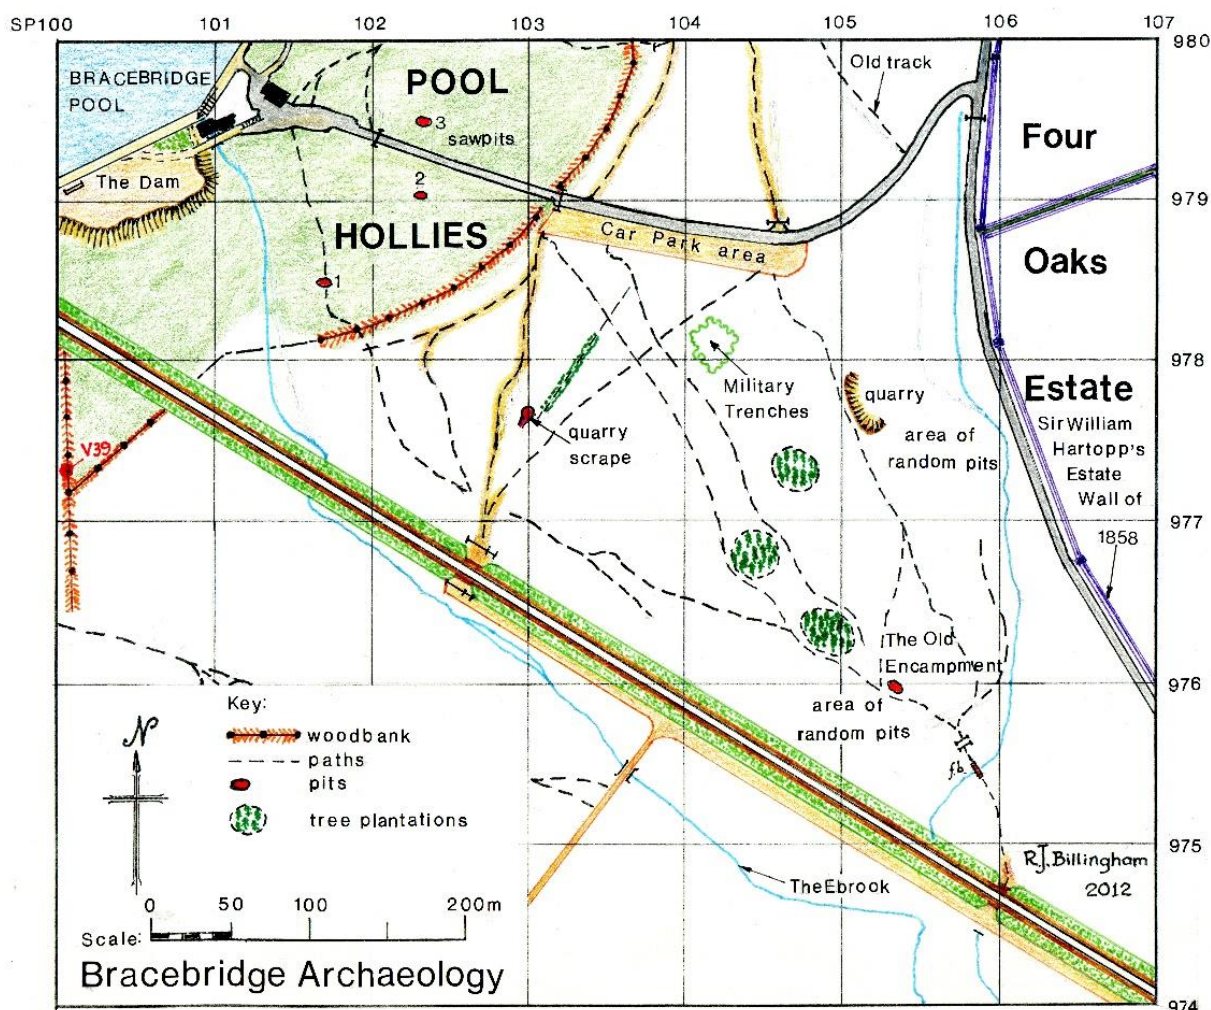 SP100 101 102 103 104 105 106 107
980
979
978
977
976
975
974
BRACEBRIDGE
POOL
The Dam
POOL
HOLLIES
3
sawpits
2
1
Old track
Four
Oaks
Estate
Sir William
Hartopp's
Estate
Wall of
1858
Car Park area
Military
Trenches
quarry
area of
random pits
quarry
scrape
V39
The Old
Encampment
area of
random pits
f.b.
The Ebrook
R.J. Billingham
2012
Key:
woodbank
paths
pits
tree plantations
N
0 50 100 200m
Scale:
Bracebridge Archaeology